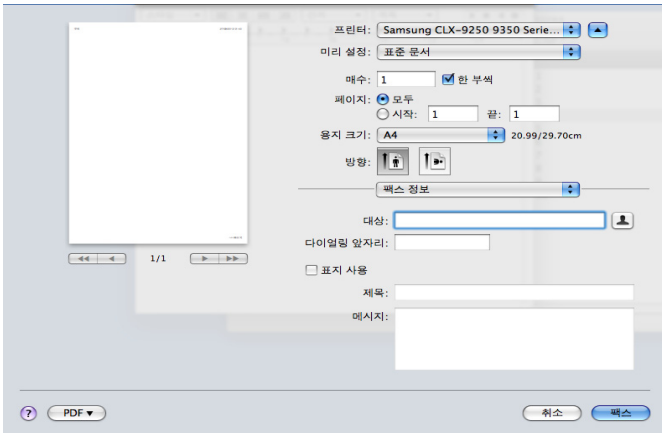 프린터: Samsung CLX-9250 9350 Serie...
미리 설정: 표준 문서
매수: 1 한 부씩
페이지: 모두
시작: 1 끝: 1
용지 크기: A4 20.99/29.70cm
방향:
팩스 정보
대상:
다이얼링 앞자리:
1/1
표지 사용
제목:
메시지:
? PDF 취소 팩스